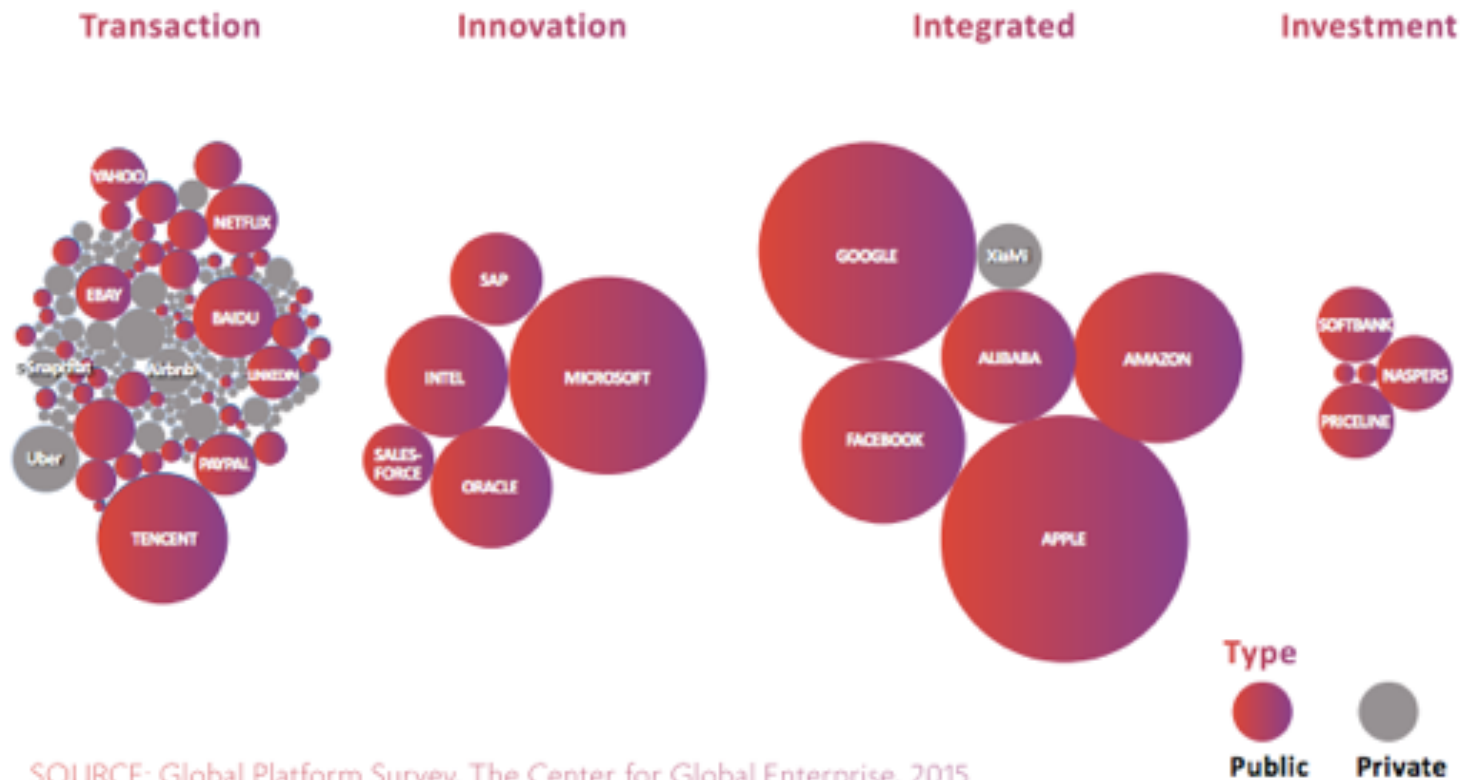 Transaction Innovation Integrated Investment
YAHOO
NETFLIX
EBAY
BAIDU
Snapchat Airbnb LINKEDIN
Uber PAYPAL
TENCENT
SAP
INTEL MICROSOFT
SALES-
FORCE
ORACLE
GOOGLE XiaMi
ALIBABA AMAZON
FACEBOOK
APPLE
SOFTBANK
NASPERS
PRICELINE
Type
Public Private
SOURCE: Global Platform Survey, The Center for Global Enterprise, 2015